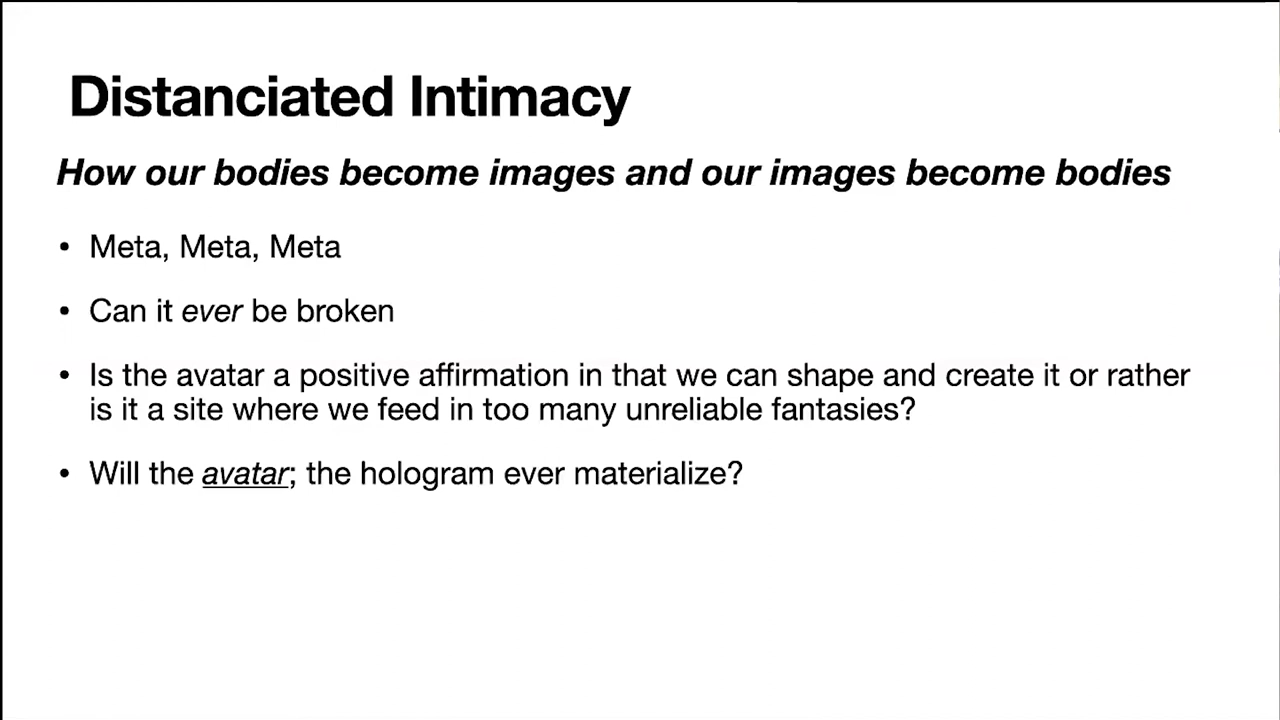 Distanciated Intimacy
How our bodies become images and our images become bodies
• Meta, Meta, Meta
• Can it ever be broken
• Is the avatar a positive affirmation in that we can shape and create it or rather
is it a site where we feed in too many unreliable fantasies?
• Will the avatar; the hologram ever materialize?